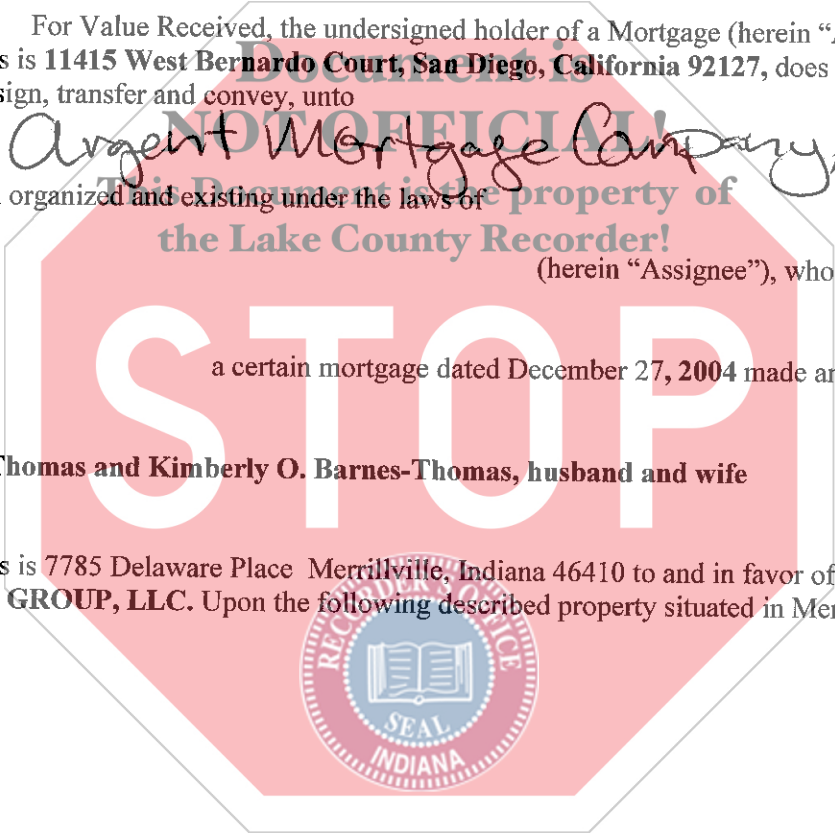 For Value Received, the undersigned holder of a Mortgage (herein “
s is 11415 West Bernardo Court, San Diego, California 92127, does
sign, transfer and convey, unto
Document is
NOT OFFICIAL!
Argent Mortgage Company,
This Document is the property of
organized and existing under the laws of
the Lake County Recorder!
(herein “Assignee”), who
STOP
a certain mortgage dated December 27, 2004 made
Thomas and Kimberly O. Barnes-Thomas, husband and wife
s is 7785 Delaware Place Merrillville, Indiana 46410 to and in favor of
GROUP, LLC. Upon the following described property situated in
RECORDER'S OFFICE
SEAL
INDIANA